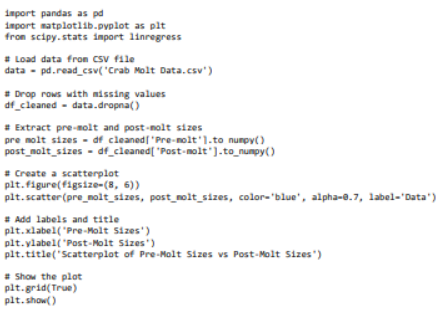 import pandas as pd
import matplotlib.pyplot as plt
from scipy.stats import linregress
# Load data from CSV file
data = pd.read_csv('Crab Molt Data.csv')
# Drop rows with missing values
df_cleaned = data.dropna()
# Extract pre-molt and post-molt sizes
pre_molt_sizes = df_cleaned['Pre-molt'].to_numpy()
post_molt_sizes = df_cleaned['Post-molt'].to_numpy()
# Create a scatterplot
plt.figure(figsize=(8, 6))
plt.scatter(pre_molt_sizes, post_molt_sizes, color='blue', alpha=0.7, label='Data')
# Add labels and title
plt.xlabel('Pre-Molt Sizes')
plt.ylabel('Post-Molt Sizes')
plt.title('Scatterplot of Pre-Molt Sizes vs Post-Molt Sizes')
# Show the plot
plt.grid(True)
plt.show()